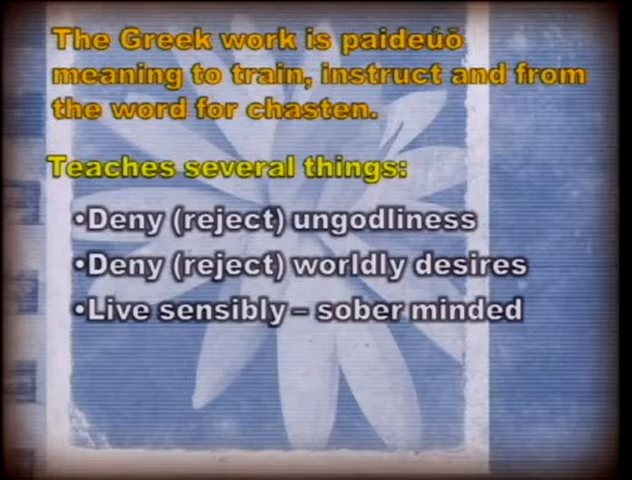 The Greek work is paideúō
meaning to train, instruct and from
the word for chasten.
Teaches several things:
•Deny (reject) ungodliness
•Deny (reject) worldly desires
•Live sensibly – sober minded